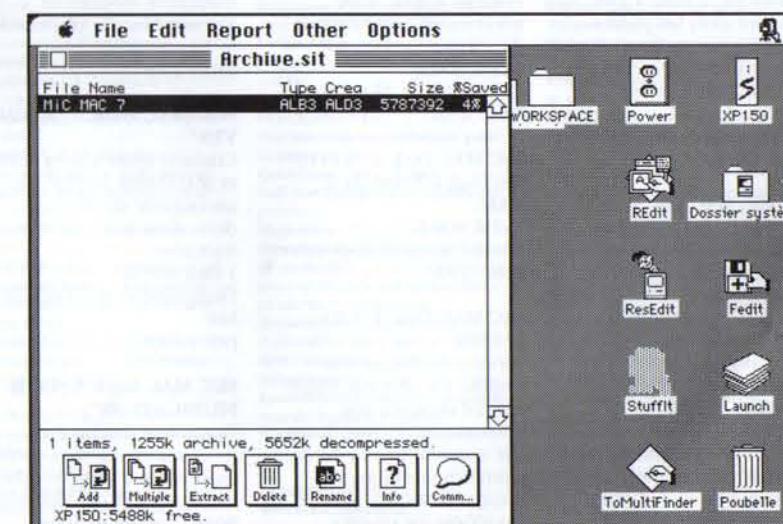 File Edit Report Other Options
Archive.sit
File Name Type Crea Size %Saved
MiC MAC 7 ALB3 ALD3 5787392 4%
1 items, 1255k archive, 5652k decompressed.
Add Multiple Extract Delete Rename Info Comm...
abc ?
XP150:5488k free.
WORKSPACE Power XP150
REdit Dossier systè
ResEdit Fedit
StuffIt Launch
ToMultiFinder Poubelle